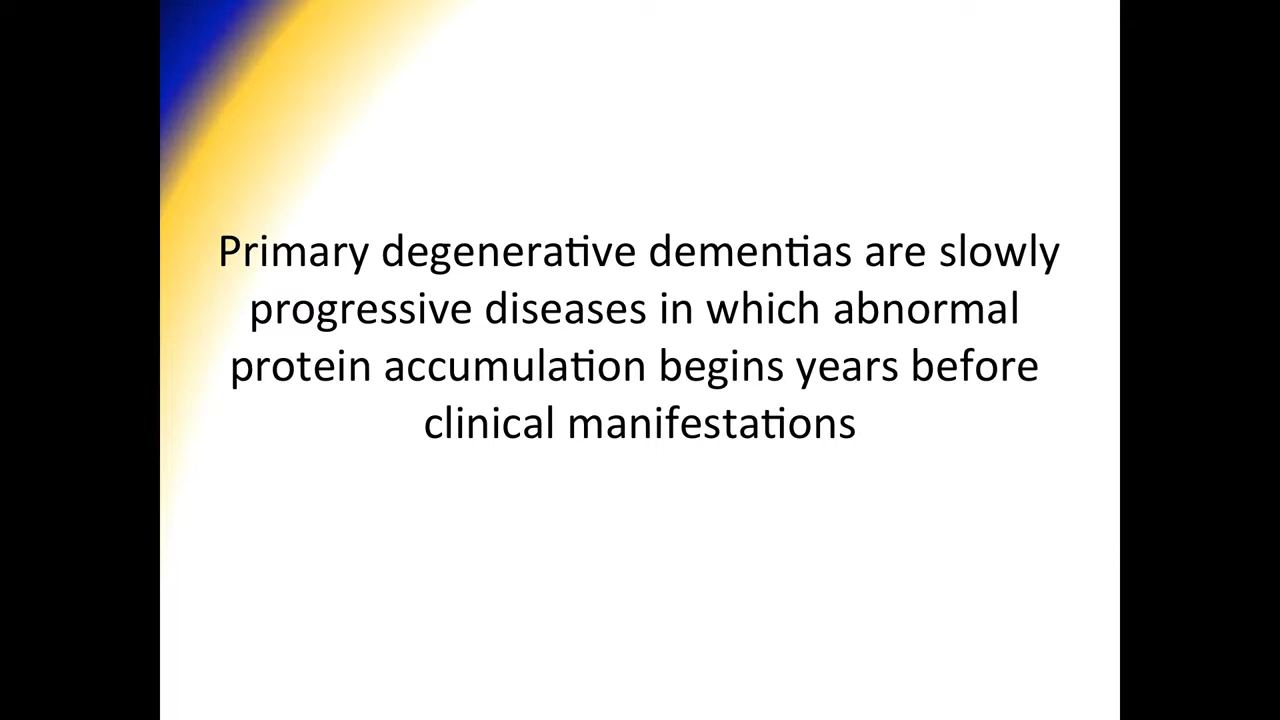 Primary degenerative dementias are slowly
progressive diseases in which abnormal
protein accumulation begins years before
clinical manifestations